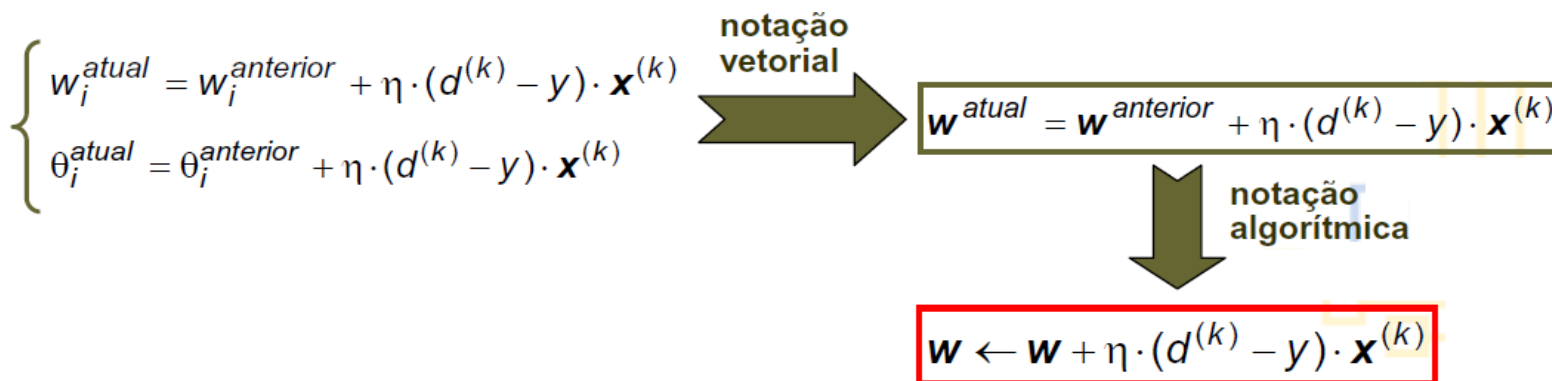 w_i^{atual} = w_i^{anterior} + η·(d^{(k)} − y)·x^{(k)}
θ_i^{atual} = θ_i^{anterior} + η·(d^{(k)} − y)·x^{(k)}
notação
vetorial
w^{atual} = w^{anterior} + η·(d^{(k)} − y)·x^{(k)}
notação
algorítmica
w ← w + η·(d^{(k)} − y)·x^{(k)}